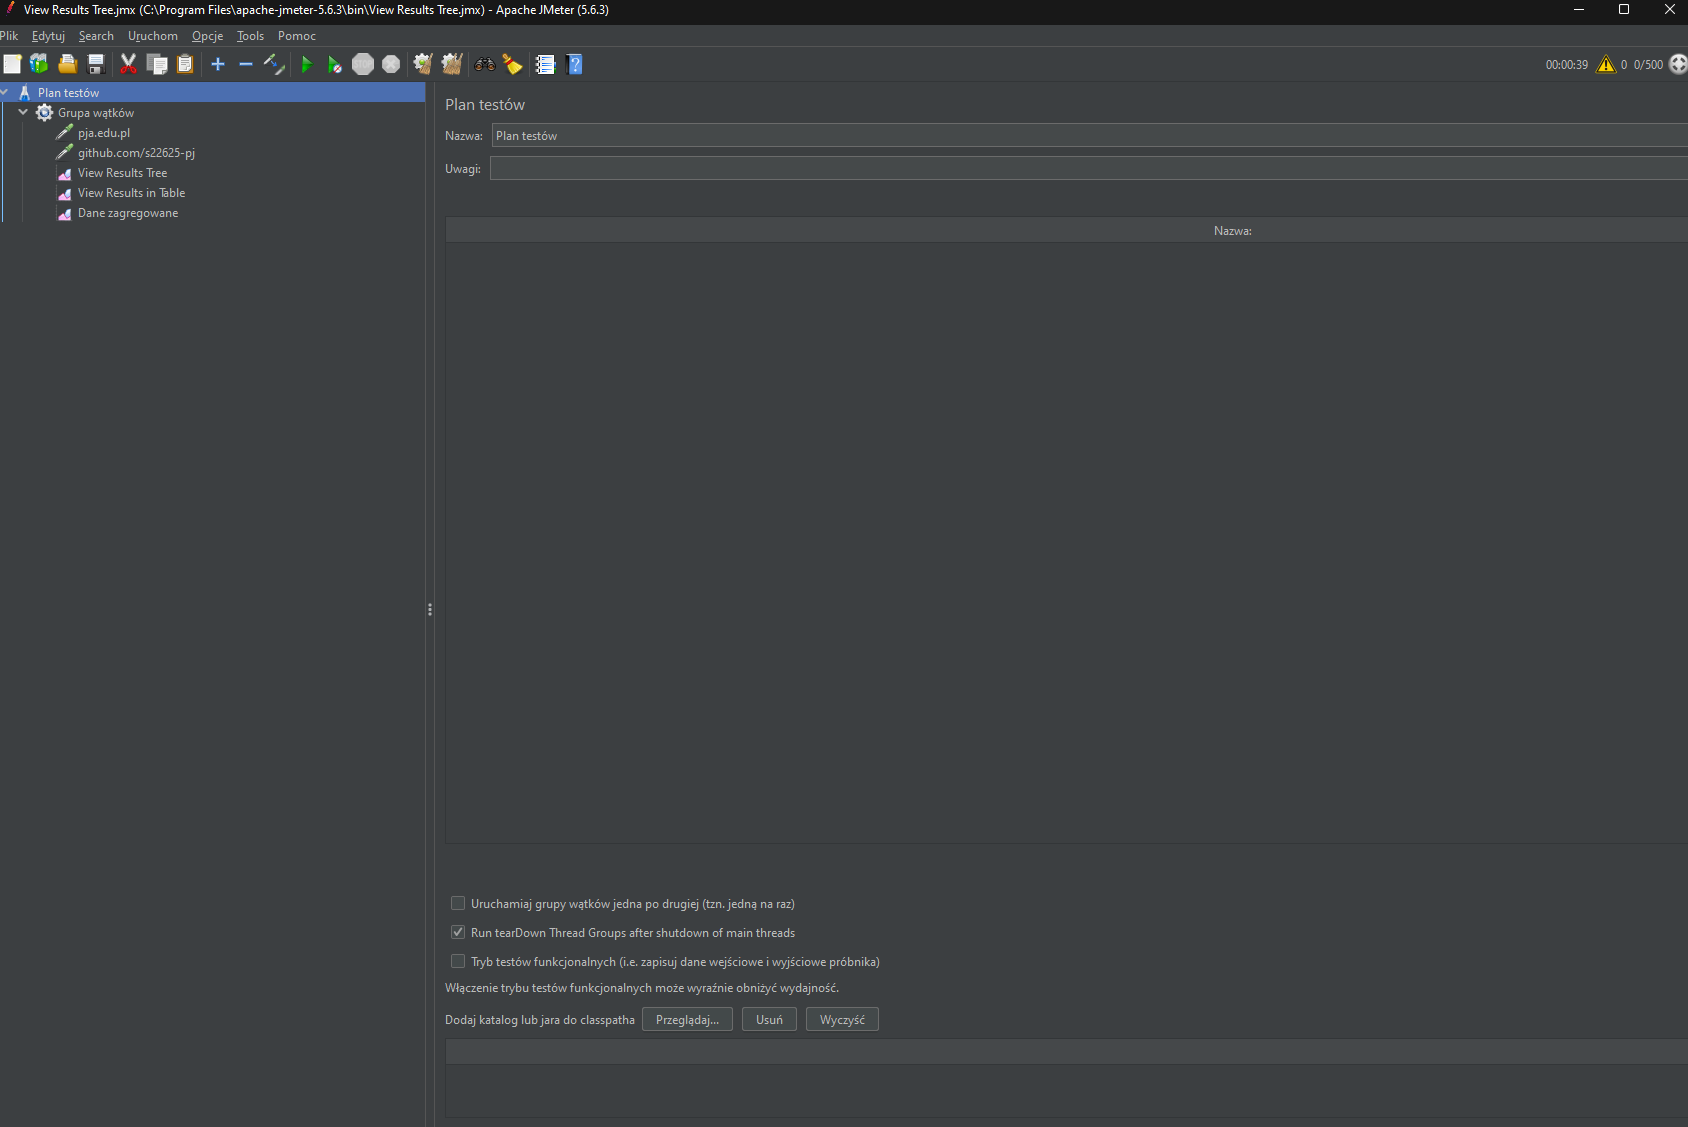 View Results Tree.jmx (C:\Program Files\apache-jmeter-5.6.3\bin\View Results Tree.jmx) - Apache JMeter (5.6.3)
Plik Edytuj Search Uruchom Opcje Tools Pomoc
00:00:39 0 0/500
Plan testów
Grupa wątków
pja.edu.pl
github.com/s22625-pj
View Results Tree
View Results in Table
Dane zagregowane
Plan testów
Nazwa: Plan testów
Uwagi:
Nazwa:
Uruchamiaj grupy wątków jedna po drugiej (tzn. jedną na raz)
Run tearDown Thread Groups after shutdown of main threads
Tryb testów funkcjonalnych (i.e. zapisuj dane wejściowe i wyjściowe próbnika)
Włączenie trybu testów funkcjonalnych może wyraźnie obniżyć wydajność.
Dodaj katalog lub jara do classpatha Przeglądaj... Usuń Wyczyść